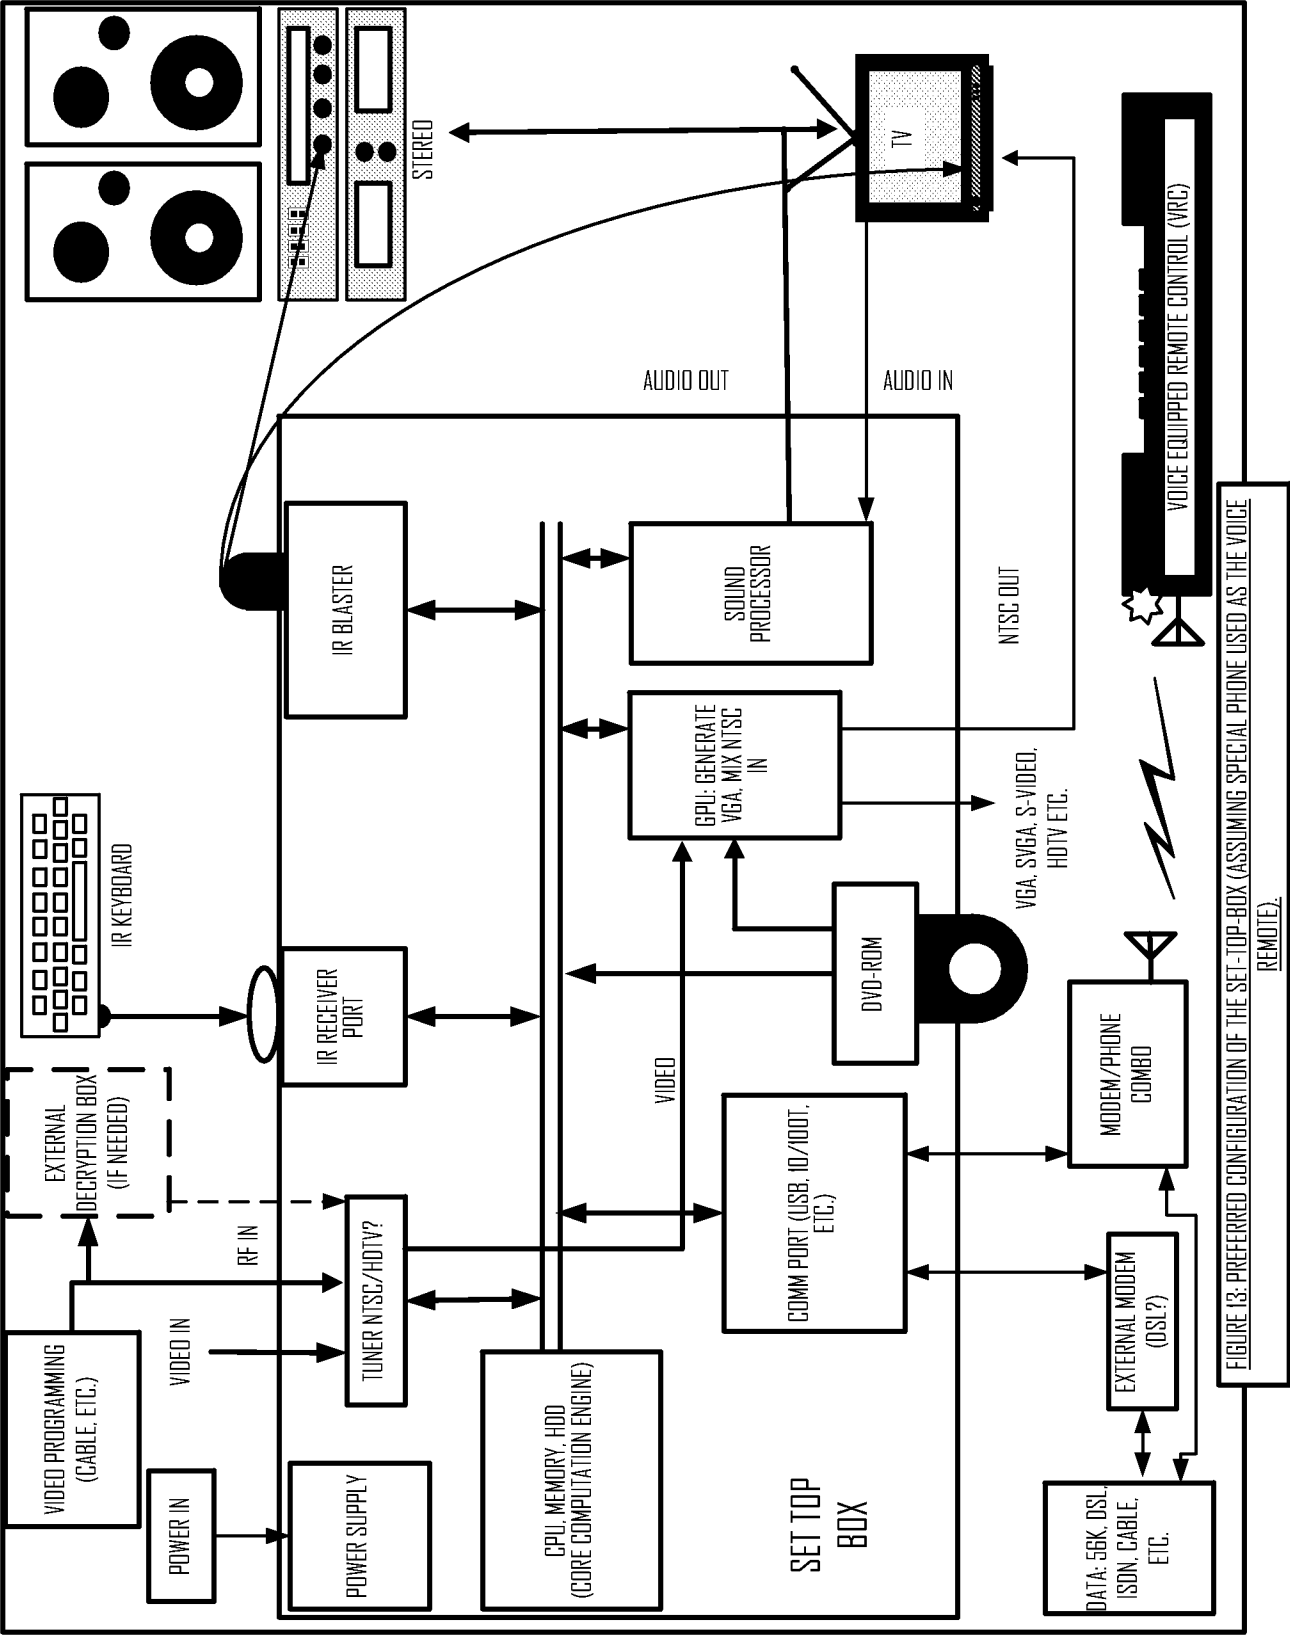 VIDEO PROGRAMMING
(CABLE, ETC.)
EXTERNAL
DECRYPTION BOX
(IF NEEDED)
IR KEYBOARD
POWER IN
VIDEO IN
RF IN
POWER SUPPLY
TUNER NTSC/HDTV?
IR RECEIVER
PORT
IR BLASTER
STEREO
CPU, MEMORY, HDD
(CORE COMPUTATION ENGINE)
VIDEO
GPU: GENERATE
VGA, MIX NTSC
IN
SOUND
PROCESSOR
AUDIO OUT
AUDIO IN
TV
SET TOP
BOX
COMM PORT (USB, 10/100T,
ETC.)
DVD-ROM
VGA, SVGA, S-VIDEO,
HDTV ETC.
NTSC OUT
DATA: 56K, DSL,
ISDN, CABLE,
ETC.
EXTERNAL MODEM
(DSL?)
MODEM/PHONE
COMBO
VOICE EQUIPPED REMOTE CONTROL (VRC)
FIGURE 13: PREFERRED CONFIGURATION OF THE SET-TOP-BOX (ASSUMING SPECIAL PHONE USED AS THE VOICE
REMOTE).